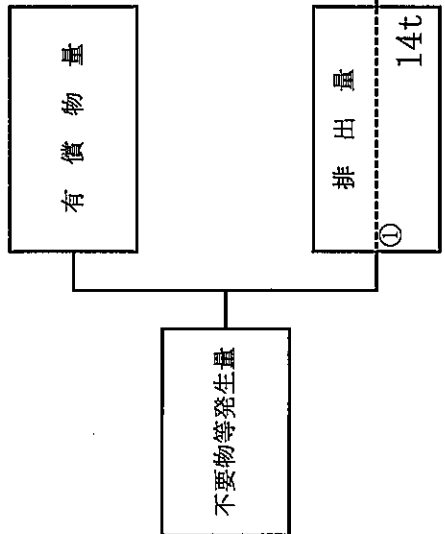 不要物等発生量
有償物量
排出量
①
14t